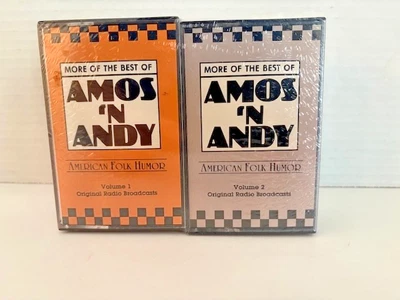 MORE OF THE BEST OF
AMOS
'N
ANDY
AMERICAN FOLK HUMOR
Volume 1
Original Radio Broadcasts
MORE OF THE BEST OF
AMOS
'N
ANDY
AMERICAN FOLK HUMOR
Volume 2
Original Radio Broadcasts